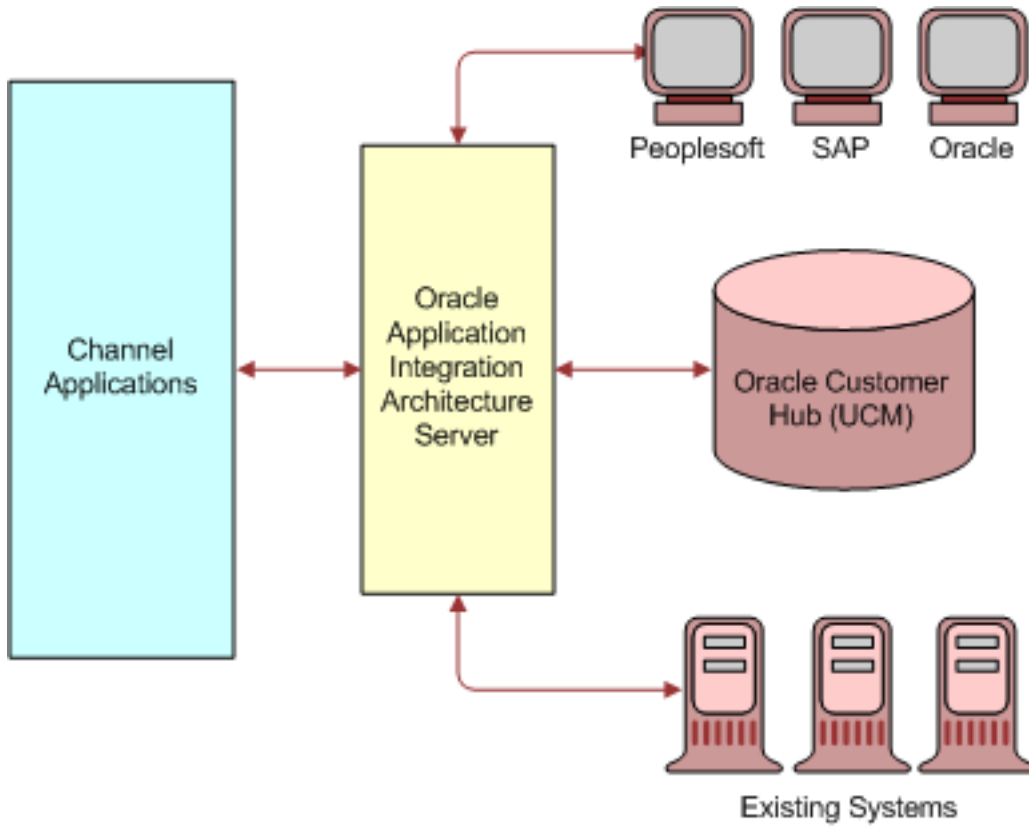 Peoplesoft
SAP
Oracle
Channel
Applications
Oracle
Application
Integration
Architecture
Server
Oracle Customer
Hub (UCM)
Existing Systems